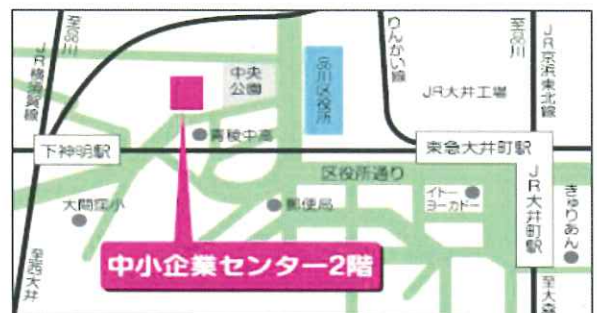 至品川
JR横須賀線
りんかい線
至品川
JR京浜東北線
中央
公園
品川区役所
JR大井工場
青稜中高
下神明駅
東急大井町駅
区役所通り
大間窪小
郵便局
イトー
ヨーカドー
JR大井町駅
きゅりあん
中小企業センター2階
至西大井
至大森